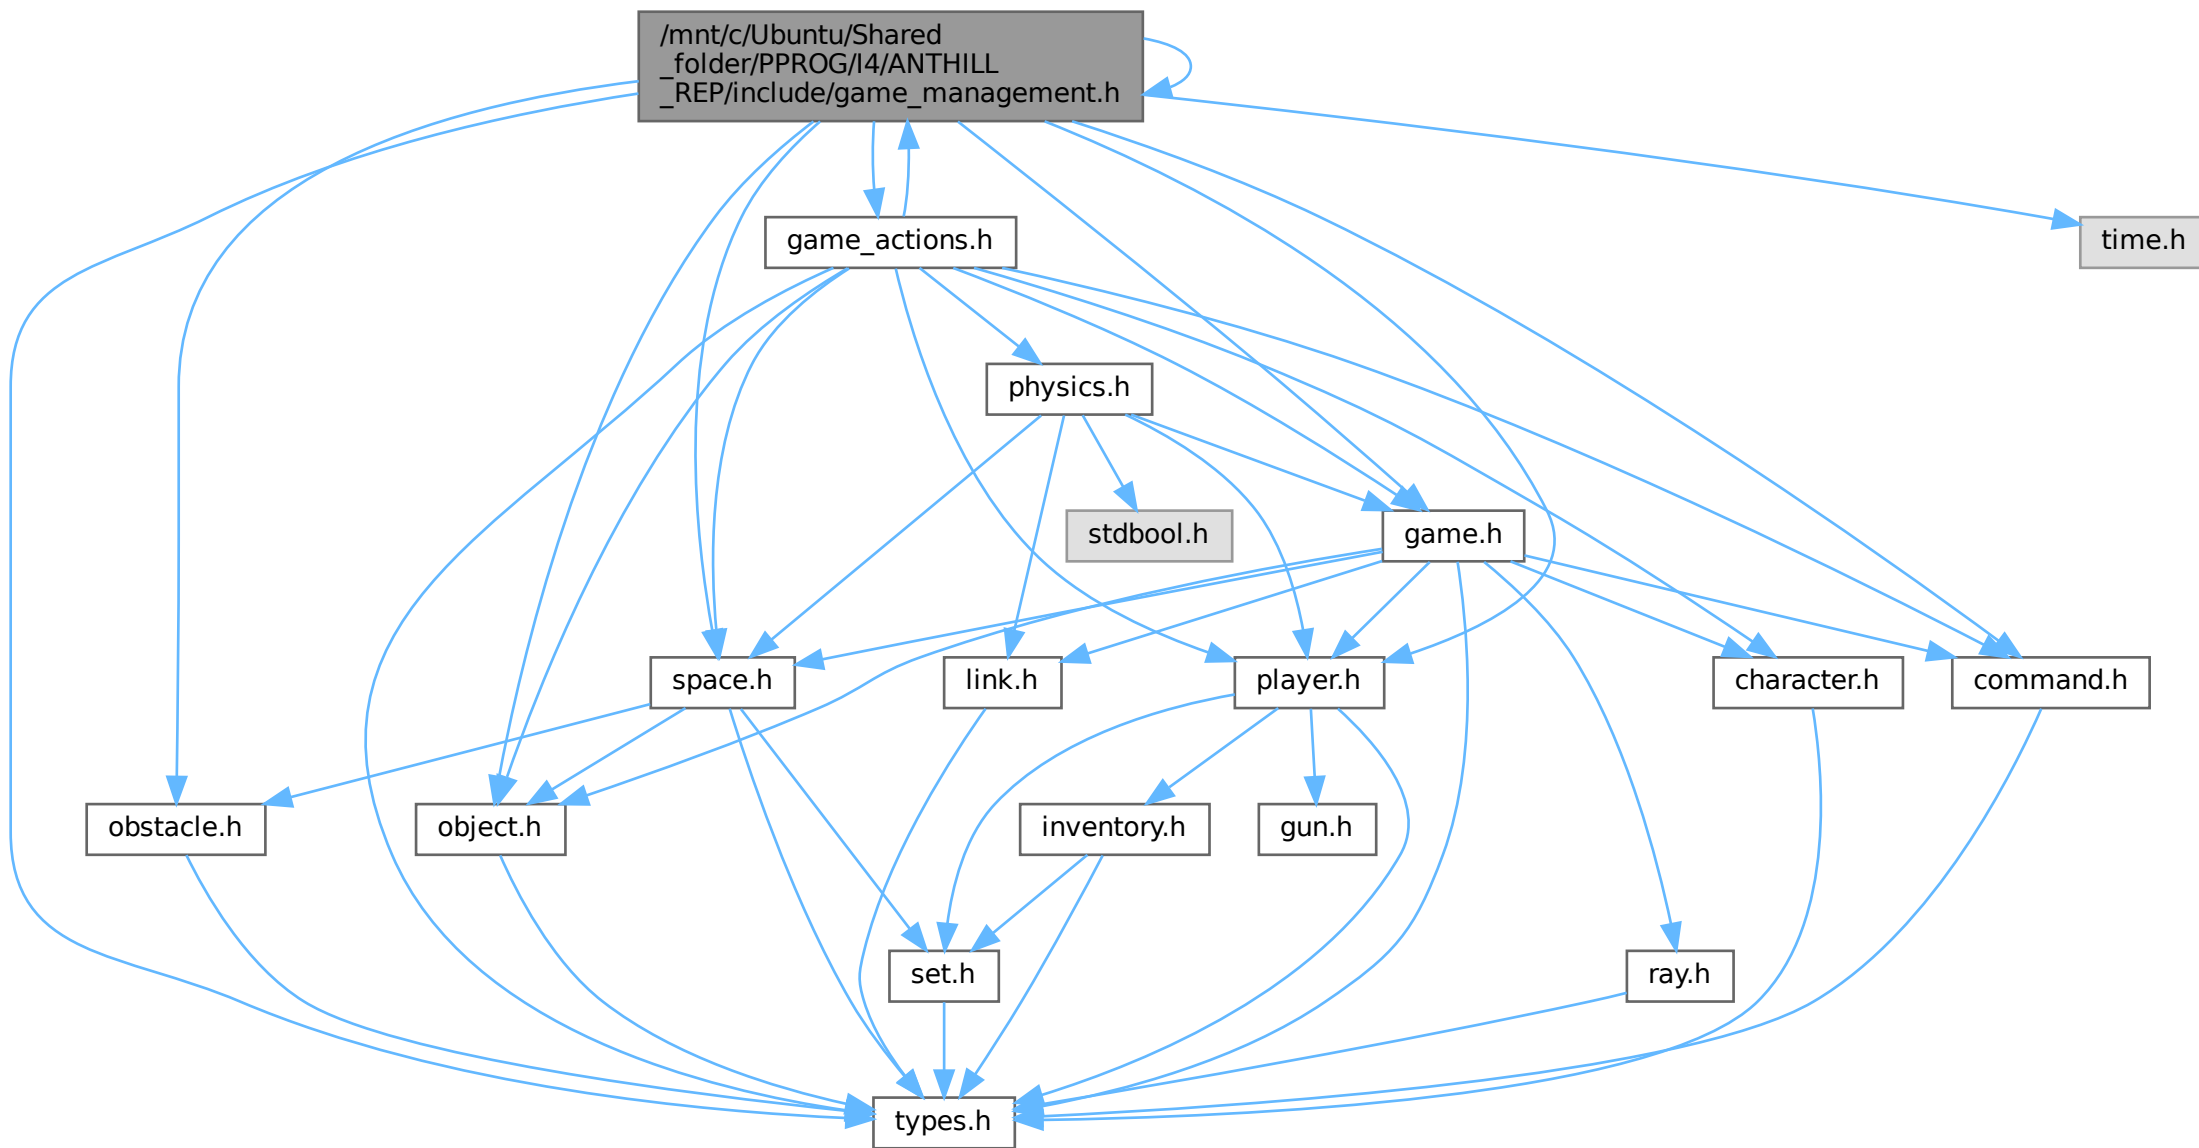 /mnt/c/Ubuntu/Shared
_folder/PPROG/I4/ANTHILL
_REP/include/game_management.h
game_actions.h
time.h
physics.h
stdbool.h
game.h
space.h
link.h
player.h
character.h
command.h
obstacle.h
object.h
inventory.h
gun.h
set.h
ray.h
types.h